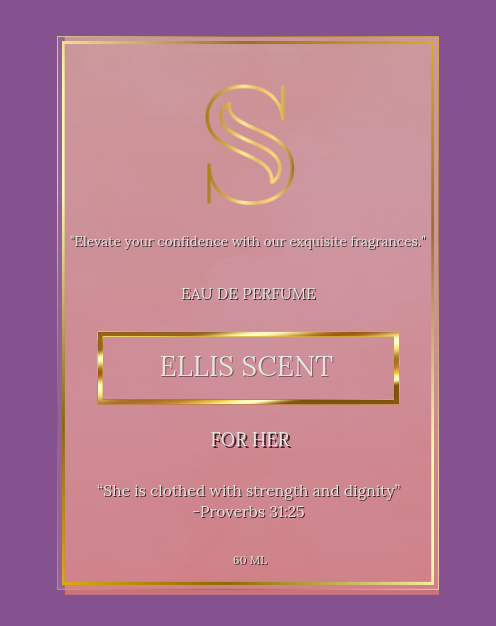 S
"Elevate your confidence with our exquisite fragrances."
EAU DE PERFUME
ELLIS SCENT
FOR HER
“She is clothed with strength and dignity”
-Proverbs 31:25
60 ML